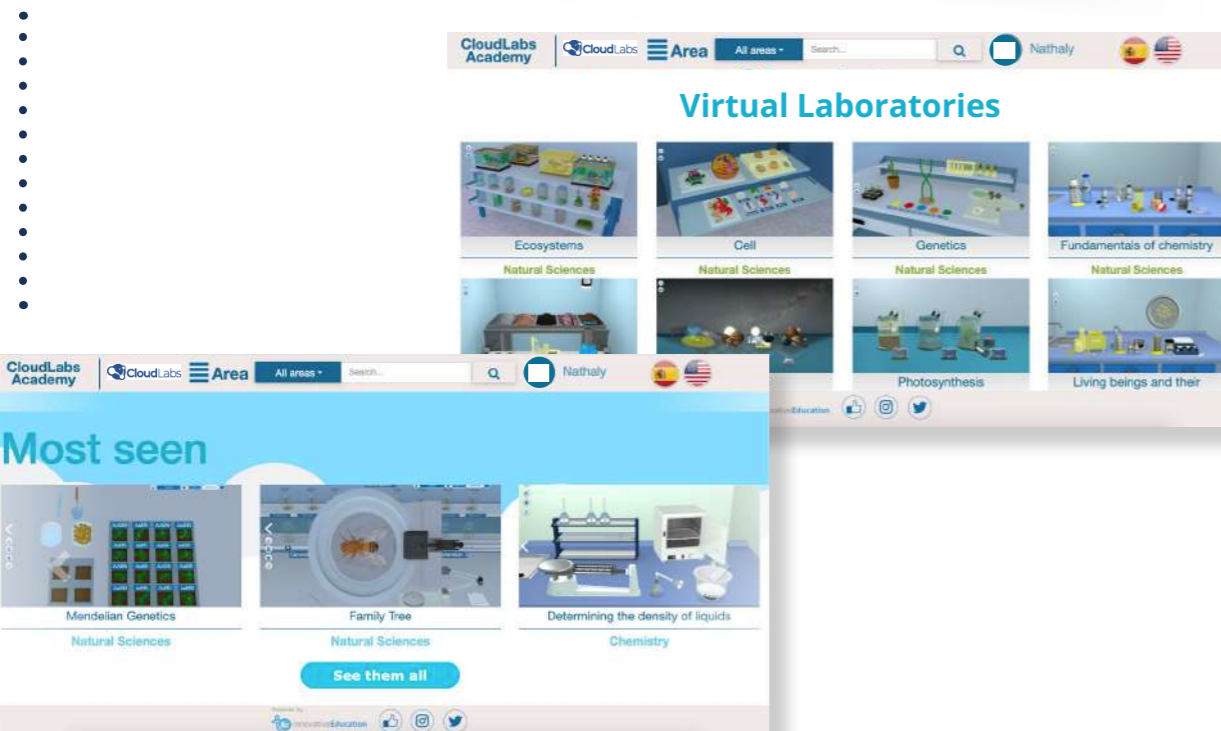 CloudLabs Academy CloudLabs Area All areas Search... Nathaly
Virtual Laboratories
Ecosystems Cell Genetics Fundamentals of chemistry
Natural Sciences Natural Sciences Natural Sciences Natural Sciences
Photosynthesis Living beings and their
CloudLabs Academy CloudLabs Area All areas Search... Nathaly
Most seen
Mendelian Genetics Family Tree Determining the density of liquids
Natural Sciences Natural Sciences Chemistry
See them all
InnovativeEducation